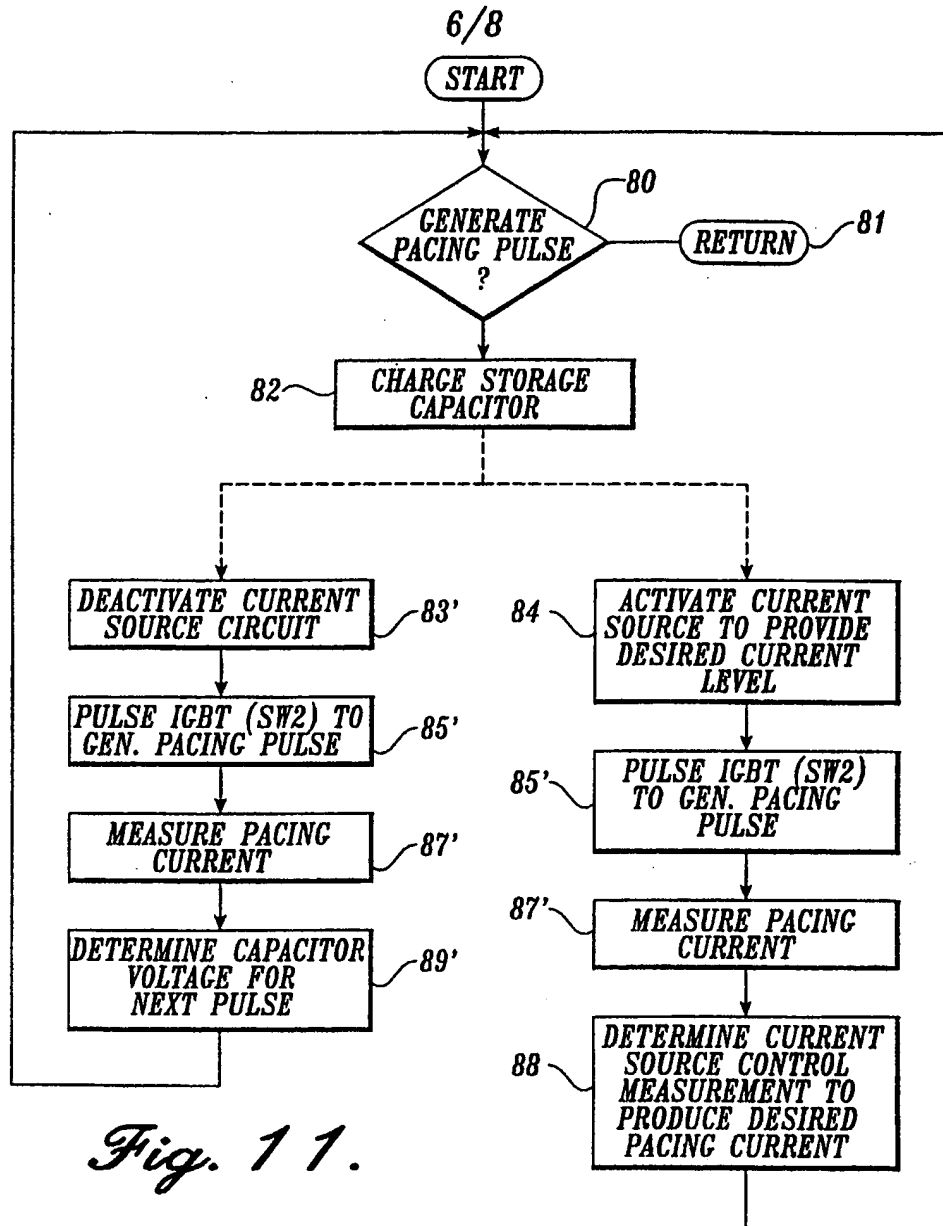 6/8
START
80
GENERATE
PACING PULSE
?
RETURN
81
82
CHARGE STORAGE
CAPACITOR
DEACTIVATE CURRENT
SOURCE CIRCUIT
83'
PULSE IGBT (SW2) TO
GEN. PACING PULSE
85'
MEASURE PACING
CURRENT
87'
DETERMINE CAPACITOR
VOLTAGE FOR
NEXT PULSE
89'
84
ACTIVATE CURRENT
SOURCE TO PROVIDE
DESIRED CURRENT
LEVEL
85'
PULSE IGBT (SW2)
TO GEN. PACING
PULSE
87'
MEASURE PACING
CURRENT
88
DETERMINE CURRENT
SOURCE CONTROL
MEASUREMENT TO
PRODUCE DESIRED
PACING CURRENT
Fig. 11.